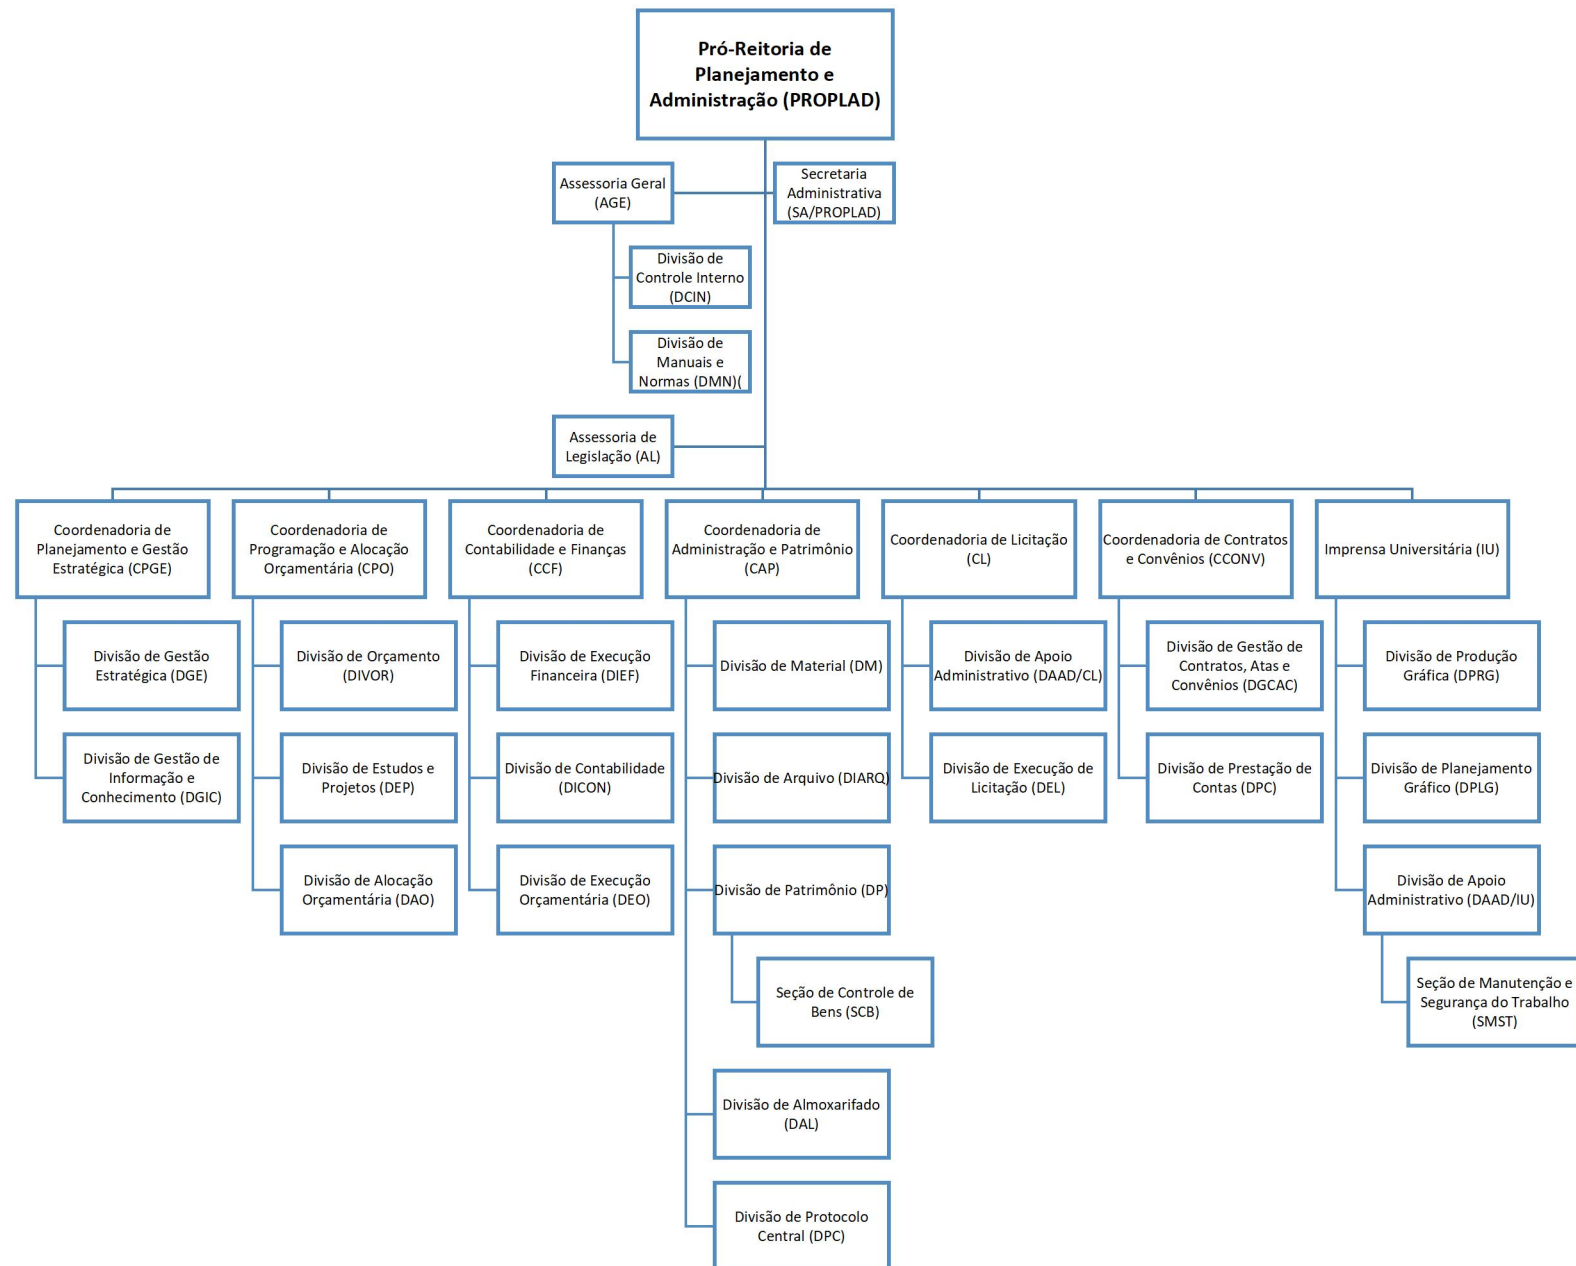 Pró-Reitoria de
Planejamento e
Administração (PROPLAD)
Assessoria Geral
(AGE)
Secretaria
Administrativa
(SA/PROPLAD)
Divisão de
Controle Interno
(DCIN)
Divisão de
Manuais e
Normas (DMN)(
Assessoria de
Legislação (AL)
Coordenadoria de
Planejamento e Gestão
Estratégica (CPGE)
Coordenadoria de
Programação e Alocação
Orçamentária (CPO)
Coordenadoria de
Contabilidade e Finanças
(CCF)
Coordenadoria de
Administração e Patrimônio
(CAP)
Coordenadoria de Licitação
(CL)
Coordenadoria de Contratos
e Convênios (CCONV)
Imprensa Universitária (IU)
Divisão de Gestão
Estratégica (DGE)
Divisão de Orçamento
(DIVOR)
Divisão de Execução
Financeira (DIEF)
Divisão de Material (DM)
Divisão de Apoio
Administrativo (DAAD/CL)
Divisão de Gestão de
Contratos, Atas e
Convênios (DGCAC)
Divisão de Produção
Gráfica (DPRG)
Divisão de Gestão de
Informação e
Conhecimento (DGIC)
Divisão de Estudos e
Projetos (DEP)
Divisão de Contabilidade
(DICON)
Divisão de Arquivo (DIARQ)
Divisão de Execução de
Licitação (DEL)
Divisão de Prestação de
Contas (DPC)
Divisão de Planejamento
Gráfico (DPLG)
Divisão de Alocação
Orçamentária (DAO)
Divisão de Execução
Orçamentária (DEO)
Divisão de Patrimônio (DP)
Divisão de Apoio
Administrativo (DAAD/IU)
Seção de Controle de
Bens (SCB)
Seção de Manutenção e
Segurança do Trabalho
(SMST)
Divisão de Almoxarifado
(DAL)
Divisão de Protocolo
Central (DPC)